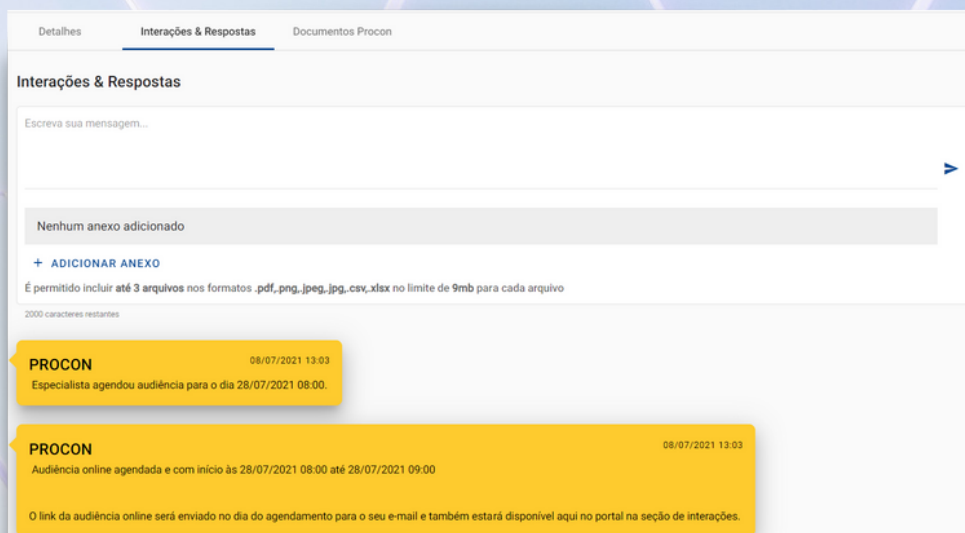 Detalhes
Interações & Respostas
Documentos Procon
Interações & Respostas
Escreva sua mensagem...
Nenhum anexo adicionado
+ ADICIONAR ANEXO
É permitido incluir até 3 arquivos nos formatos .pdf,.png,.jpeg,.jpg,.csv,.xlsx no limite de 9mb para cada arquivo
2000 caracteres restantes
PROCON
08/07/2021 13:03
Especialista agendou audiência para o dia 28/07/2021 08:00.
PROCON
08/07/2021 13:03
Audiência online agendada e com início às 28/07/2021 08:00 até 28/07/2021 09:00
O link da audiência online será enviado no dia do agendamento para o seu e-mail e também estará disponível aqui no portal na seção de interações.